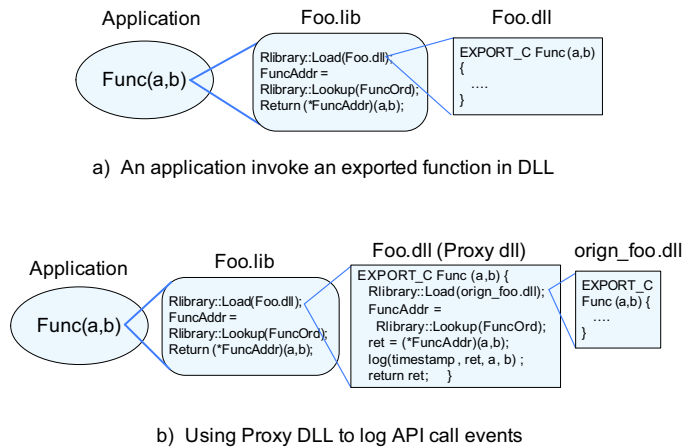 Application
Foo.lib
Foo.dll
Func(a,b)
Rlibrary::Load(Foo.dll);
FuncAddr =
Rlibrary::Lookup(FuncOrd);
Return (*FuncAddr)(a,b);
EXPORT_C Func (a,b)
{
....
}
a) An application invoke an exported function in DLL
Application
Foo.lib
Foo.dll (Proxy dll)
orign_foo.dll
Func(a,b)
Rlibrary::Load(Foo.dll);
FuncAddr =
Rlibrary::Lookup(FuncOrd);
Return (*FuncAddr)(a,b);
EXPORT_C Func (a,b) {
Rlibrary::Load(orign_foo.dll);
FuncAddr =
Rlibrary::Lookup(FuncOrd);
ret = (*FuncAddr)(a,b);
log(timestamp , ret, a, b) ;
return ret; }
EXPORT_C
Func (a,b) {
....
}
b) Using Proxy DLL to log API call events